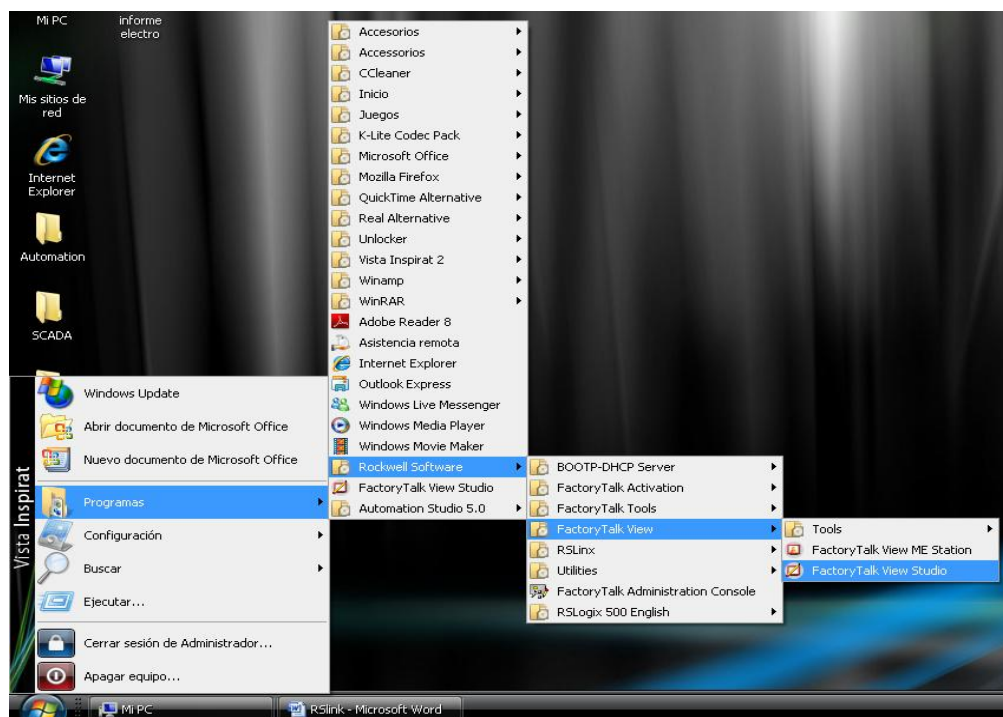 Mi PC
informe
electro
Mis sitios de
red
Internet
Explorer
Automation
SCADA
Vista Inspirat
Windows Update
Abrir documento de Microsoft Office
Nuevo documento de Microsoft Office
Programas
Configuración
Buscar
Ejecutar...
Cerrar sesión de Administrador...
Apagar equipo...
Accesorios
Accessorios
CCleaner
Inicio
Juegos
K-Lite Codec Pack
Microsoft Office
Mozilla Firefox
QuickTime Alternative
Real Alternative
Unlocker
Vista Inspirat 2
Winamp
WinRAR
Adobe Reader 8
Asistencia remota
Internet Explorer
Outlook Express
Windows Live Messenger
Windows Media Player
Windows Movie Maker
Rockwell Software
FactoryTalk View Studio
Automation Studio 5.0
BOOTP-DHCP Server
FactoryTalk Activation
FactoryTalk Tools
FactoryTalk View
RSLinx
Utilities
FactoryTalk Administration Console
RSLogix 500 English
Tools
FactoryTalk View ME Station
FactoryTalk View Studio
Mi PC
RSlink - Microsoft Word